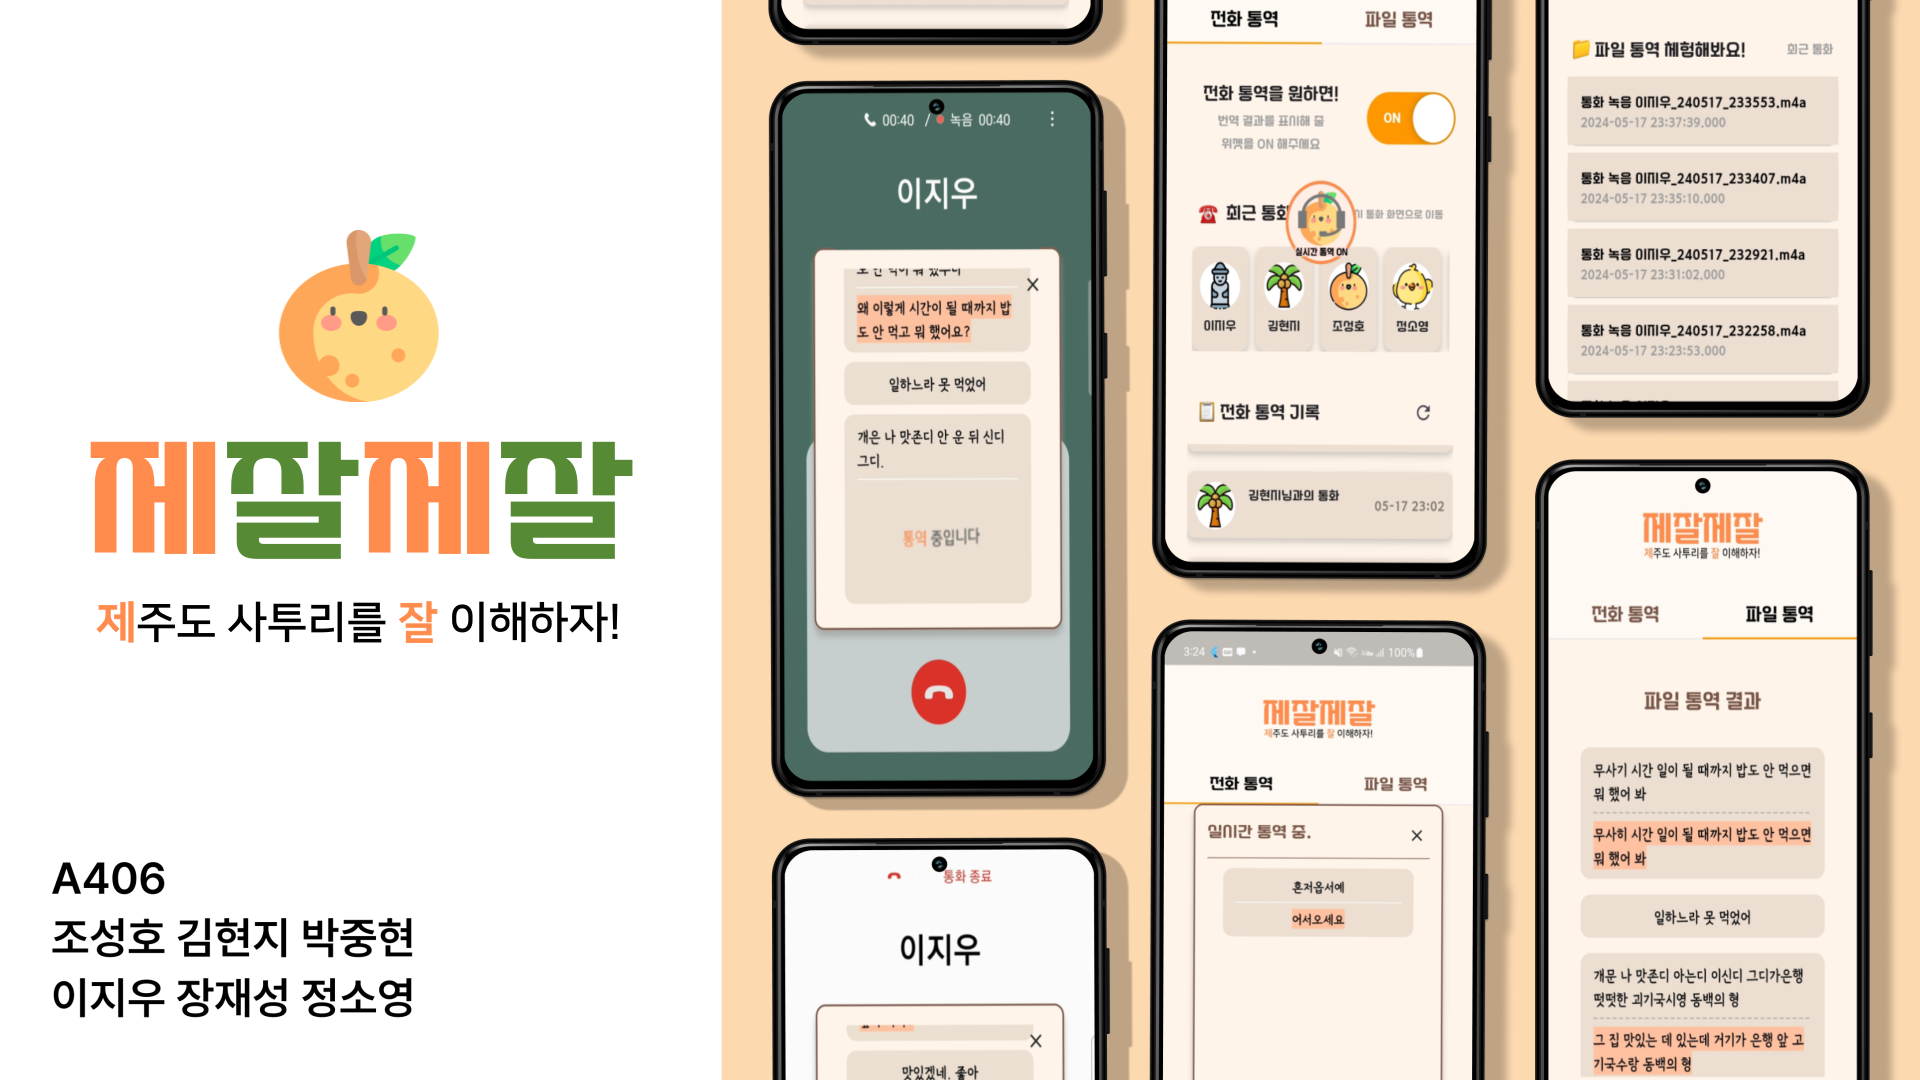 제잘제잘
제주도 사투리를 잘 이해하자!
A406
조성호 김현지 박중현
이지우 장재성 정소영
00:40 / 녹음 00:40
이지우
왜 이렇게 시간이 될 때까지 밥
도 안 먹고 뭐 했어요?
일하느라 못 먹었어
개은 나 맛존디 안 운 뒤 신디
그디.
통역 중입니다
통화 종료
이지우
맛있겠네. 좋아
전화 통역
파일 통역
전화 통역을 원하면!
번역 결과를 표시해 줄
위젯을 ON 해주세요
ON
최근 통화
통화 화면으로 이동
실시간 통역 ON
이지우
김현지
조성호
정소영
전화 통역 기록
김현지님과의 통화
05-17 23:02
3:24
100%
제잘제잘
제주도 사투리를 잘 이해하자!
전화 통역
파일 통역
실시간 통역 중.
혼저옵서예
어서오세요
파일 통역 체험해봐요!
최근 통화
통화 녹음 이지우_240517_233553.m4a
2024-05-17 23:37:39.000
통화 녹음 이지우_240517_233407.m4a
2024-05-17 23:35:10.000
통화 녹음 이지우_240517_232921.m4a
2024-05-17 23:31:02.000
통화 녹음 이지우_240517_232258.m4a
2024-05-17 23:23:53.000
제잘제잘
제주도 사투리를 잘 이해하자!
전화 통역
파일 통역
파일 통역 결과
무사기 시간 일이 될 때까지 밥도 안 먹으면
뭐 했어 봐
무사히 시간 일이 될 때까지 밥도 안 먹으면
뭐 했어 봐
일하느라 못 먹었어
개문 나 맛존디 아는디 이신디 그디가은행
떳떳한 괴기국시영 동백의 형
그 집 맛있는 데 있는데 거기가 은행 앞 고
기국수랑 동백의 형